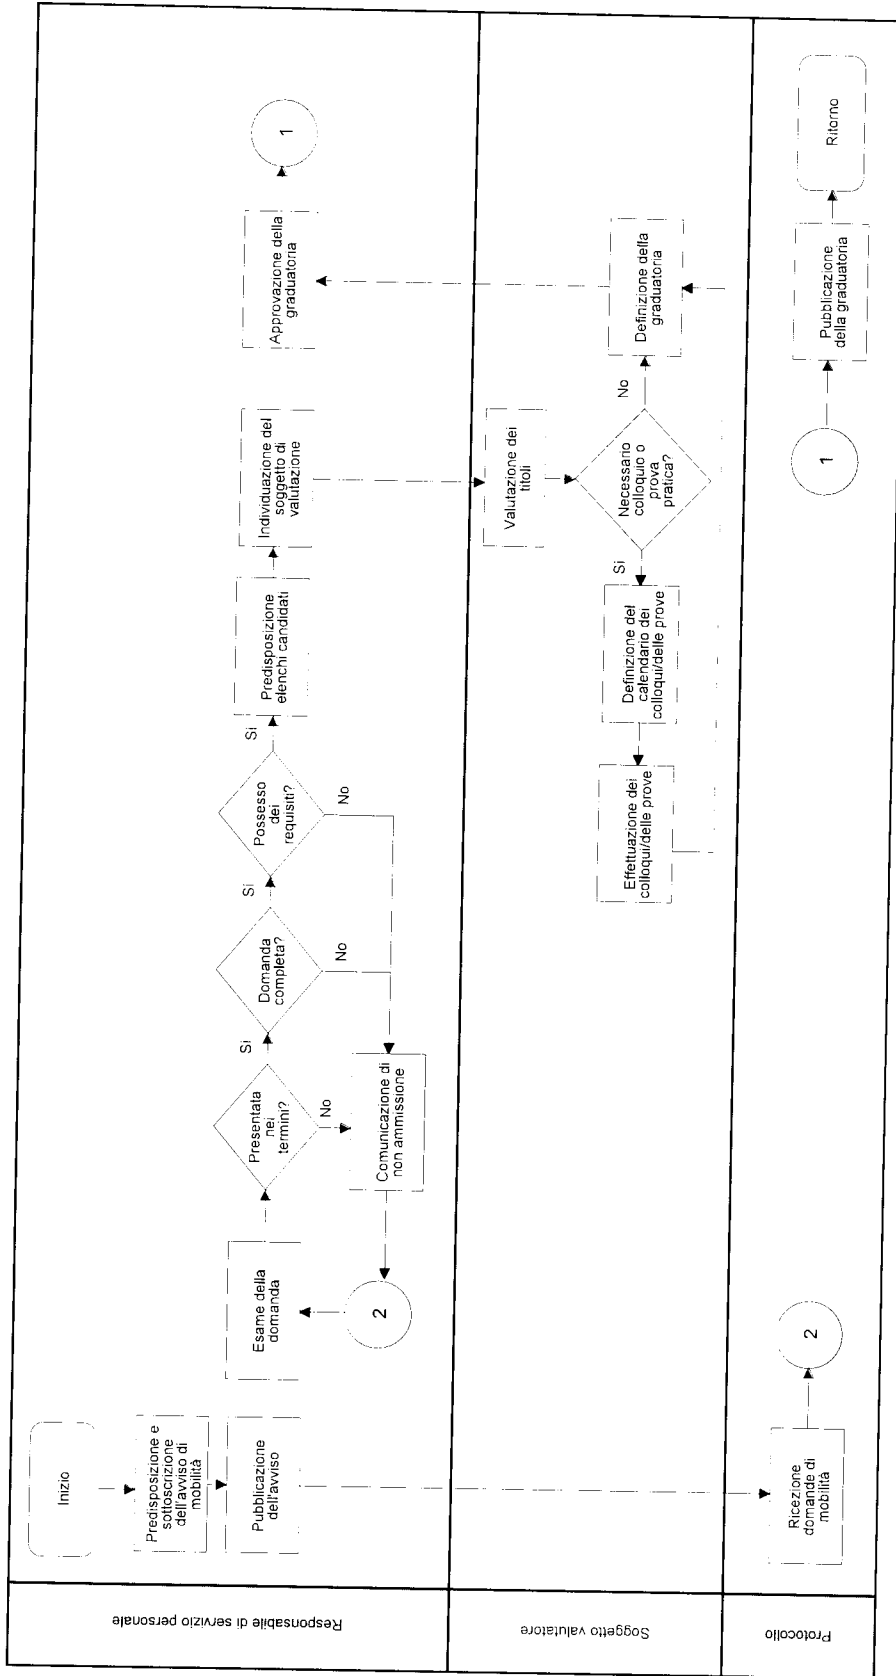 Responsabile di servizio personale
Inizio
Predisposizione e
sottoscrizione
dell'avviso di
mobilità
Pubblicazione
dell'avviso
Esame della
domanda
2
Presentata
nei
termini?
Si
No
Comunicazione di
non ammissione
Domanda
completa?
Si
No
Possesso
dei
requisiti?
Si
No
Predisposizione
elenchi candidati
Individuazione del
soggetto di
valutazione
Approvazione della
graduatoria
1
Soggetto valutatore
Valutazione dei
titoli
Necessario
colloquio o
prova
pratica?
Si
No
Definizione del
calendario dei
colloqui/delle prove
Effettuazione dei
colloqui/delle prove
Definizione della
graduatoria
Protocollo
Ricezione
domande di
mobilità
2
1
Pubblicazione
della graduatoria
Ritorno